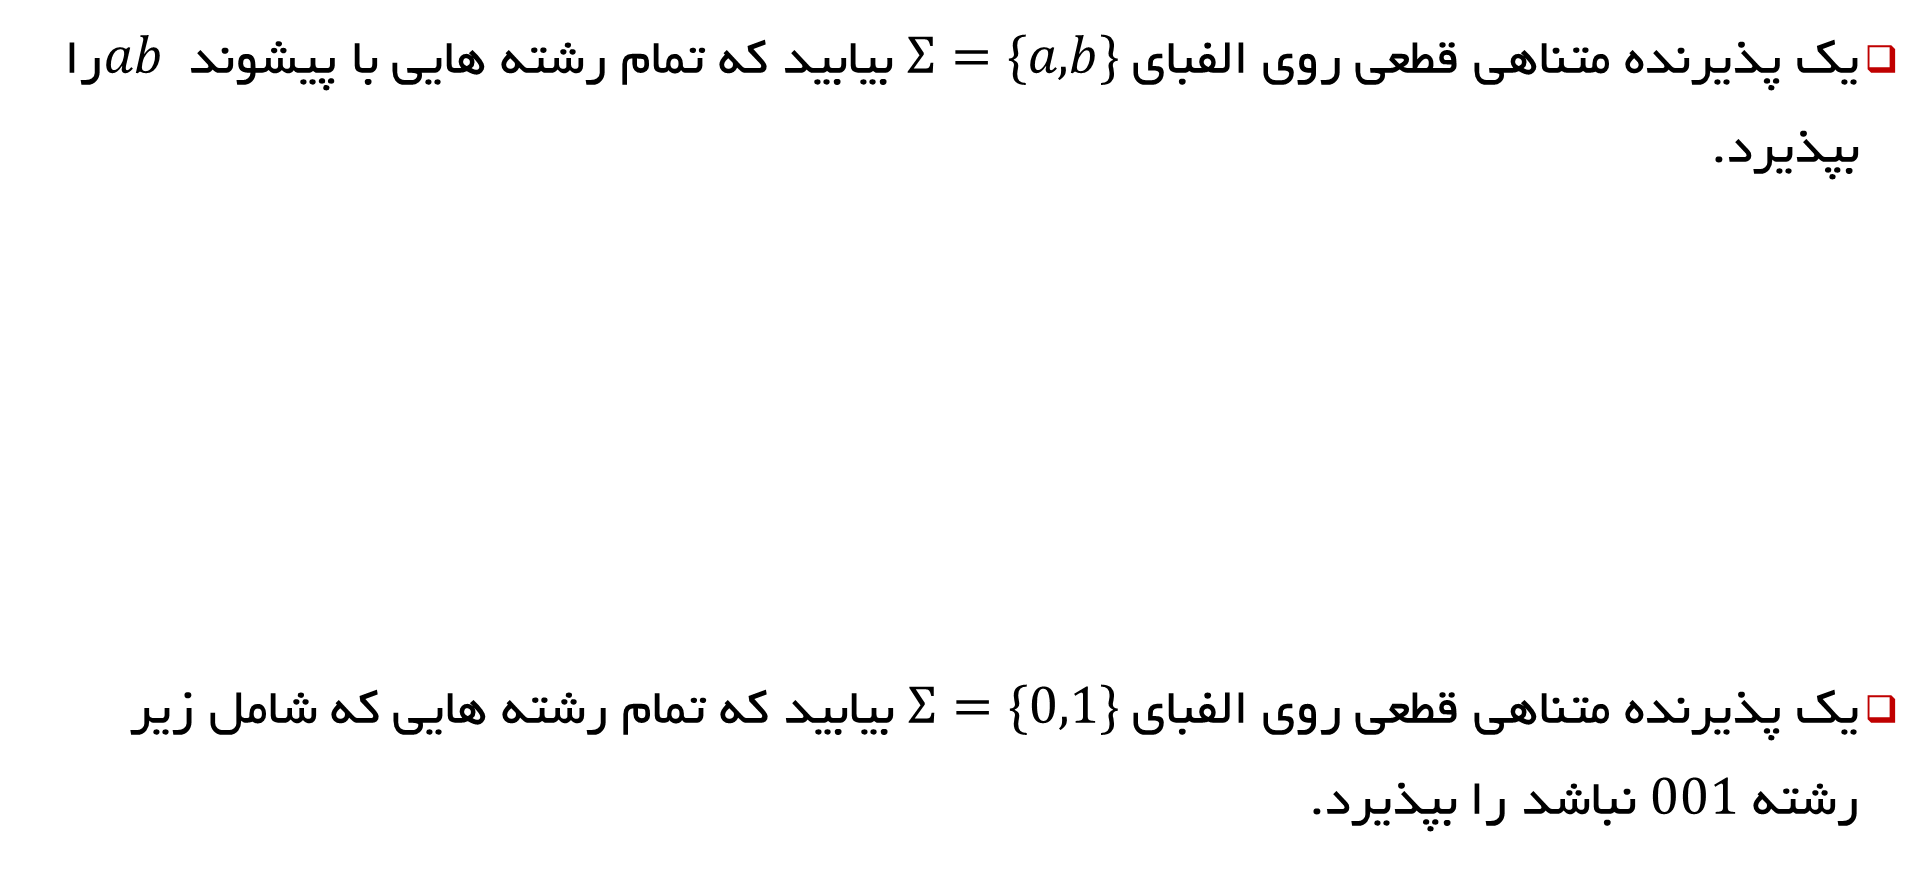 یک پذیرنده متناهی قطعی روی الفبای Σ = {a,b} بیابید که تمام رشته هایی با پیشوند ab را
بپذیرد.
یک پذیرنده متناهی قطعی روی الفبای Σ = {0,1} بیابید که تمام رشته هایی که شامل زیر
رشته 001 نباشد را بپذیرد.